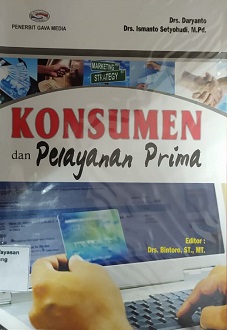 PENERBIT GAVA MEDIA
Drs. Daryanto
Drs. Ismanto Setyobudi, M.Pd.
MARKETING
STRATEGY
KONSUMEN
dan Pelayanan Prima
Editor :
Drs. Bintoro, ST., MT.